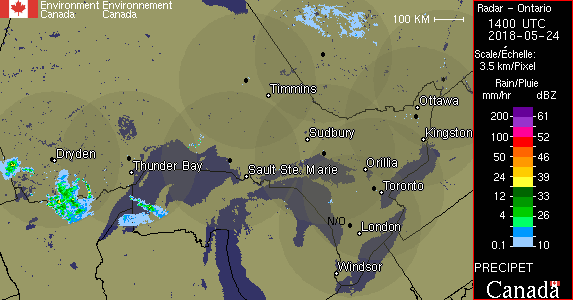 Environment Environnement
Canada Canada
100 KM
Timmins
Ottawa
Sudbury
Kingston
Dryden
Thunder Bay
Sault Ste. Marie
Orillia
Toronto
N/O
London
Windsor
Radar - Ontario
1400 UTC
2018-05-24
Scale/Échelle:
3.5 km/Pixel
Rain/Pluie
mm/hr dBZ
200 61
100 52
50 46
24 39
12 33
4 26
0.1 10
PRECIPET
Canada